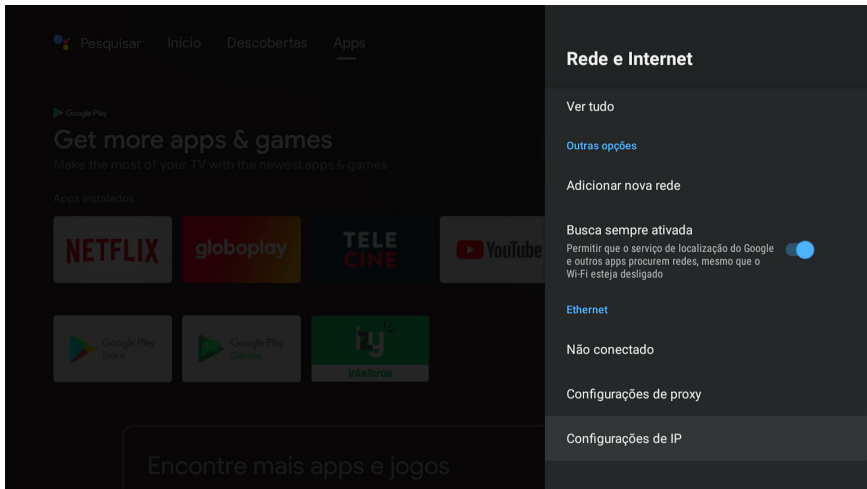 Pesquisar Início Descobertas Apps
Google Play
Get more apps & games
Make the most of your TV with the newest apps & games
Apps instalados
NETFLIX
globoplay
TELE
CINE
YouTube
Google Play
Store
Google Play
Games
izy
intelbras
Encontre mais apps e jogos
Rede e Internet
Ver tudo
Outras opções
Adicionar nova rede
Busca sempre ativada
Permitir que o serviço de localização do Google
e outros apps procurem redes, mesmo que o
Wi-Fi esteja desligado
Ethernet
Não conectado
Configurações de proxy
Configurações de IP